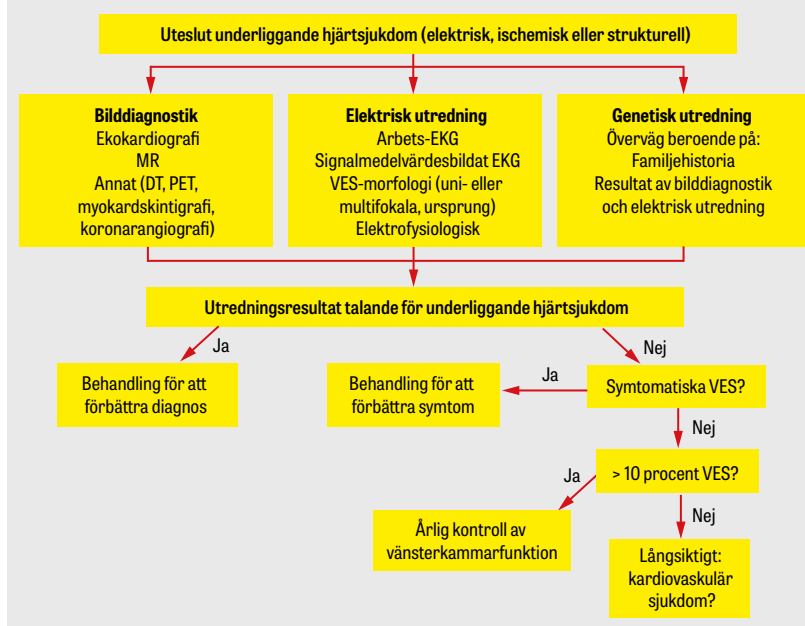 Uteslut underliggande hjärtsjukdom (elektrisk, ischemisk eller strukturell)
Bilddiagnostik
Ekokardiografi
MR
Annat (DT, PET,
myokardskintigrafi,
koronarangiografi)
Elektrisk utredning
Arbets-EKG
Signalmedelvärdesbildat EKG
VES-morfologi (uni- eller
multifokala, ursprung)
Elektrofysiologisk
Genetisk utredning
Överväg beroende på:
Familjehistoria
Resultat av bilddiagnostik
och elektrisk utredning
Utredningsresultat talande för underliggande hjärtsjukdom
Ja
Nej
Behandling för att
förbättra diagnos
Behandling för att
förbättra symtom
Ja
Symtomatiska VES?
Nej
Ja
> 10 procent VES?
Årlig kontroll av
vänsterkammarfunktion
Nej
Långsiktigt:
kardiovaskulär
sjukdom?